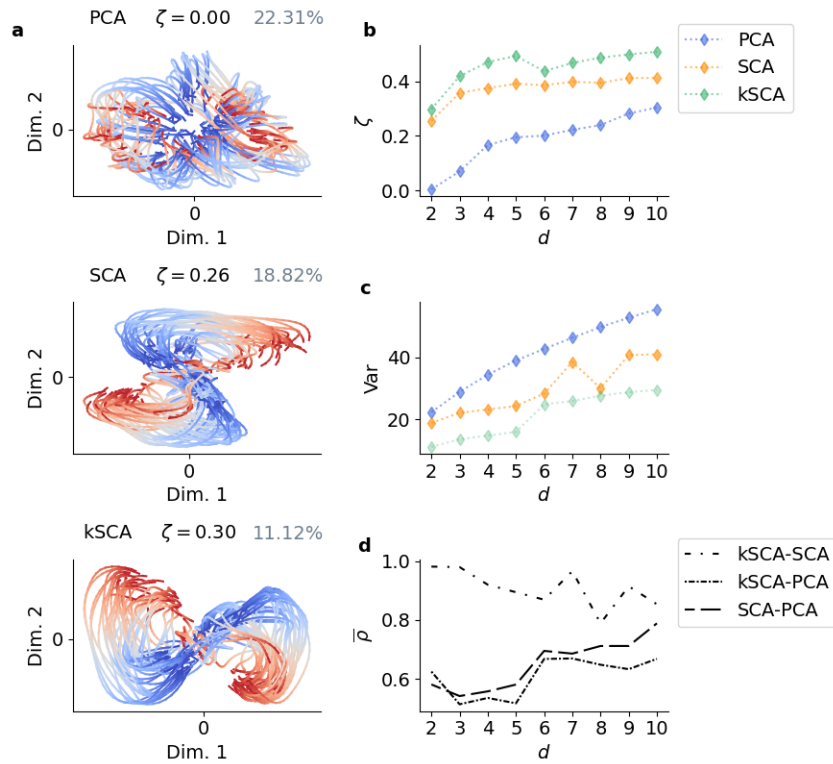 a
PCA ζ = 0.00 22.31%
Dim. 2
0
0
Dim. 1
SCA ζ = 0.26 18.82%
Dim. 2
0
0
Dim. 1
kSCA ζ = 0.30 11.12%
Dim. 2
0
0
Dim. 1
b
ζ
0.4
0.2
0.0
2 3 4 5 6 7 8 9 10
d
PCA
SCA
kSCA
c
Var
40
20
2 3 4 5 6 7 8 9 10
d
d
ρ̅
1.0
0.8
0.6
2 3 4 5 6 7 8 9 10
d
kSCA-SCA
kSCA-PCA
SCA-PCA